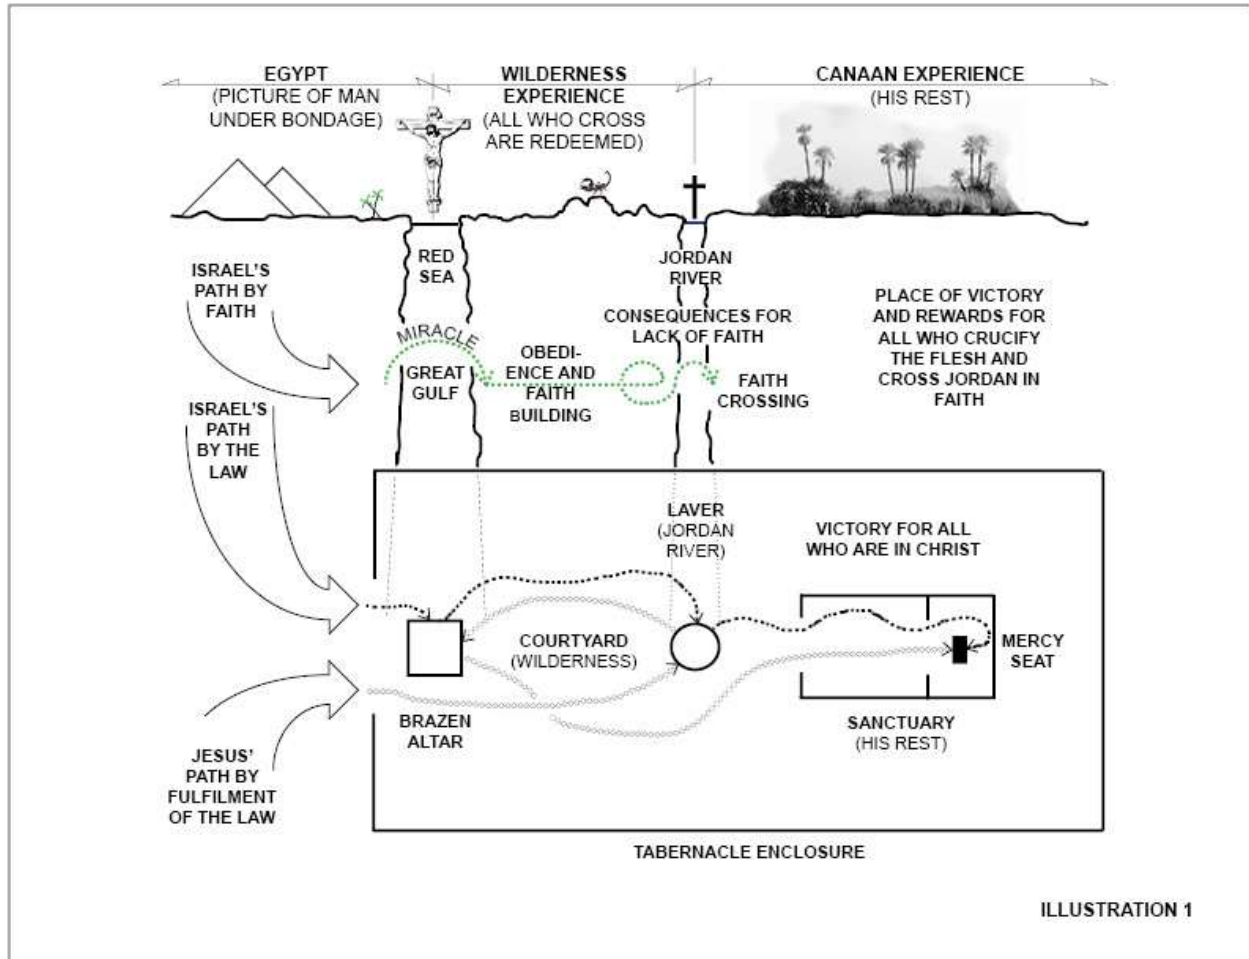 EGYPT
(PICTURE OF MAN
UNDER BONDAGE)
WILDERNESS
EXPERIENCE
(ALL WHO CROSS
ARE REDEEMED)
CANAAN EXPERIENCE
(HIS REST)
RED
SEA
JORDAN
RIVER
ISRAEL'S
PATH BY
FAITH
MIRACLE
GREAT
GULF
OBEDI-
ENCE AND
FAITH
BUILDING
CONSEQUENCES FOR
LACK OF FAITH
FAITH
CROSSING
PLACE OF VICTORY
AND REWARDS FOR
ALL WHO CRUCIFY
THE FLESH AND
CROSS JORDAN IN
FAITH
ISRAEL'S
PATH
BY THE
LAW
LAVER
(JORDAN
RIVER)
VICTORY FOR ALL
WHO ARE IN CHRIST
COURTYARD
(WILDERNESS)
MERCY
SEAT
BRAZEN
ALTAR
SANCTUARY
(HIS REST)
JESUS'
PATH BY
FULFILMENT
OF THE LAW
TABERNACLE ENCLOSURE
ILLUSTRATION 1